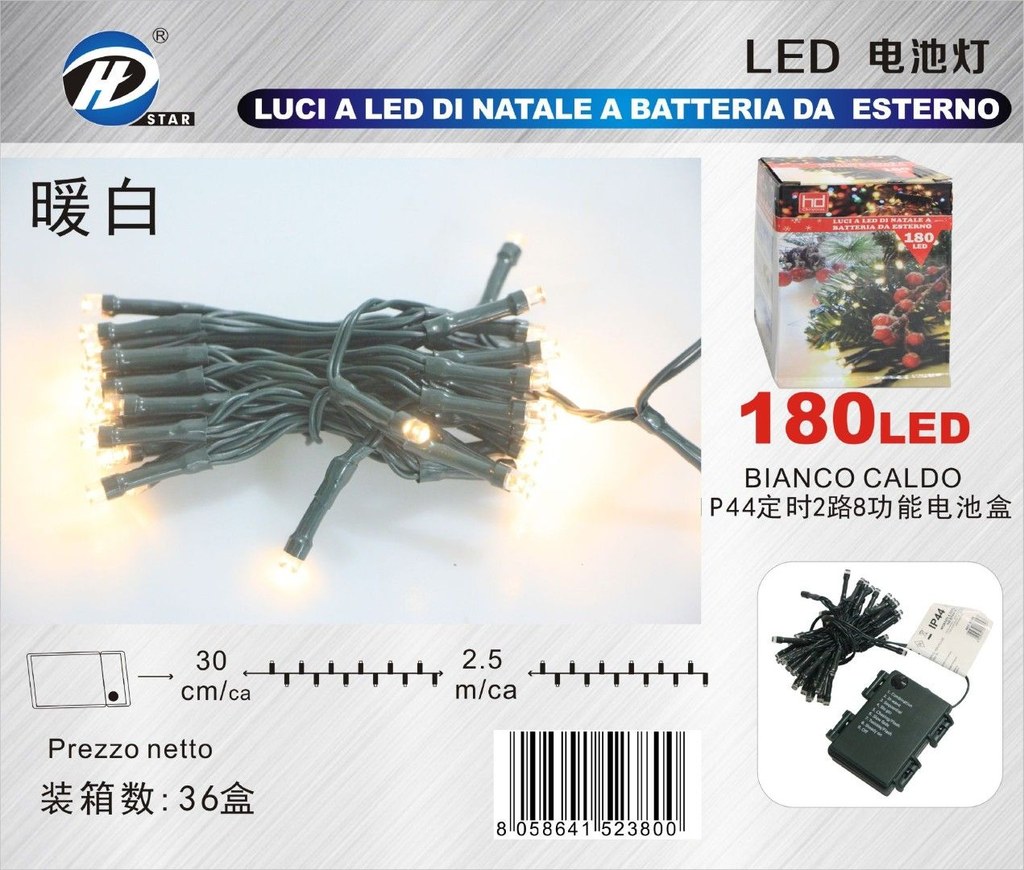 H
®
STAR
LED 电池灯
LUCI A LED DI NATALE A BATTERIA DA ESTERNO
暖白
hd
LUCI A LED DI NATALE A
BATTERIA DA ESTERNO
180
LED
180LED
BIANCO CALDO
IP44定时2路8功能电池盒
IP44
30
cm/ca
2.5
m/ca
Prezzo netto
装箱数:36盒
8 058641 523800